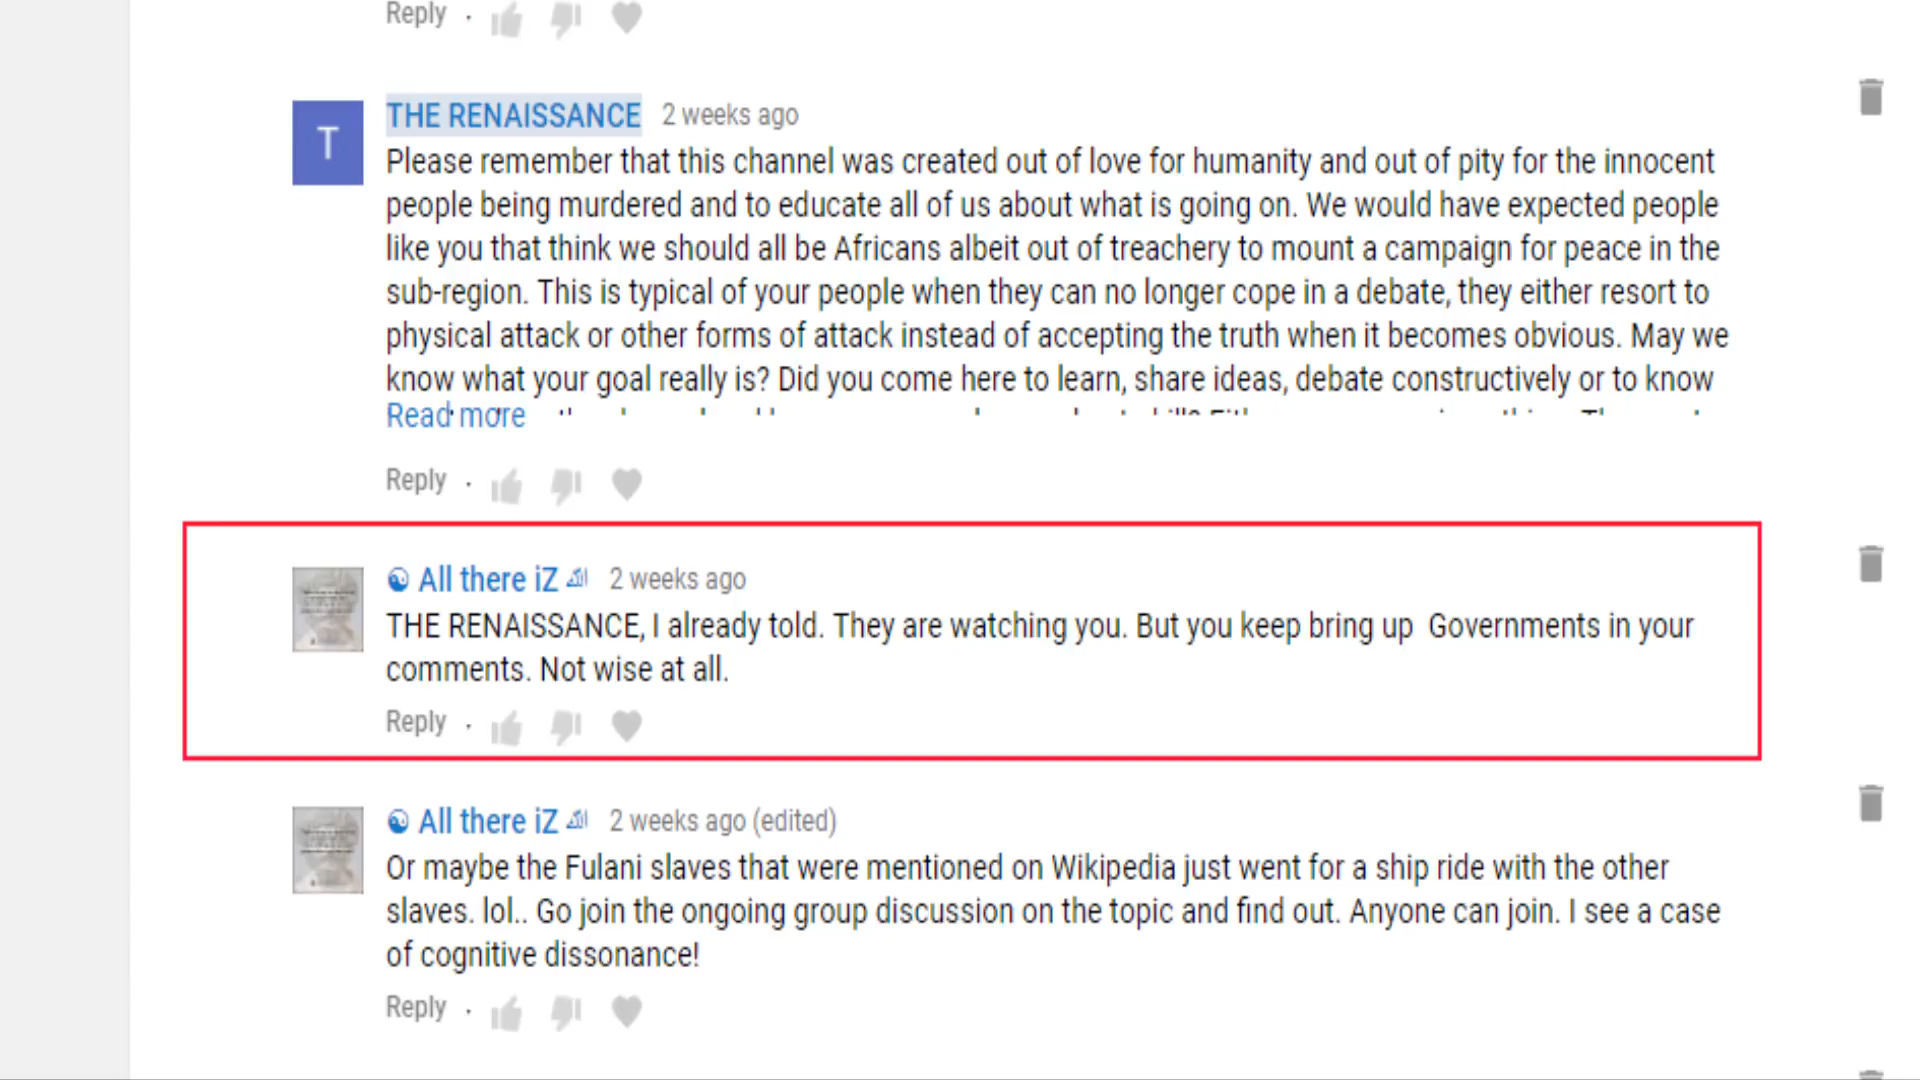 Reply .
T
THE RENAISSANCE 2 weeks ago
Please remember that this channel was created out of love for humanity and out of pity for the innocent
people being murdered and to educate all of us about what is going on. We would have expected people
like you that think we should all be Africans albeit out of treachery to mount a campaign for peace in the
sub-region. This is typical of your people when they can no longer cope in a debate, they either resort to
physical attack or other forms of attack instead of accepting the truth when it becomes obvious. May we
know what your goal really is? Did you come here to learn, share ideas, debate constructively or to know
Read more
Reply .
☯ All there iZ 2 weeks ago
THE RENAISSANCE, I already told. They are watching you. But you keep bring up Governments in your
comments. Not wise at all.
Reply .
☯ All there iZ 2 weeks ago (edited)
Or maybe the Fulani slaves that were mentioned on Wikipedia just went for a ship ride with the other
slaves. lol.. Go join the ongoing group discussion on the topic and find out. Anyone can join. I see a case
of cognitive dissonance!
Reply .